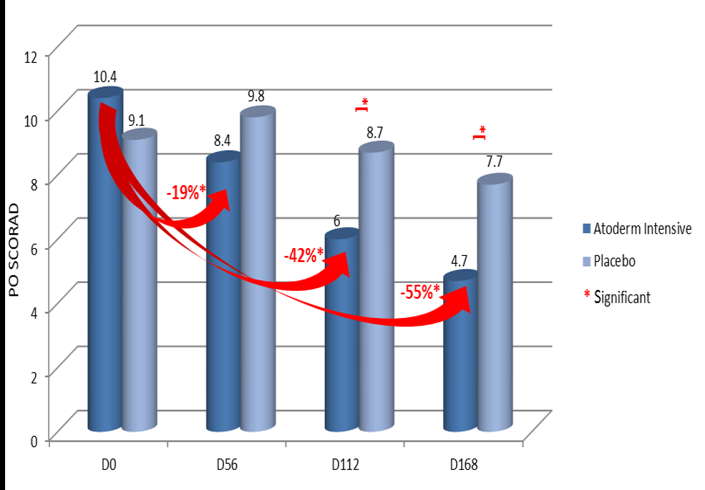 12
10
8
6
4
2
0
PO SCORAD
10.4
9.1
8.4
9.8
6
8.7
4.7
7.7
-19%*
-42%*
-55%*
*
*
D0
D56
D112
D168
Atoderm Intensive
Placebo
* Significant